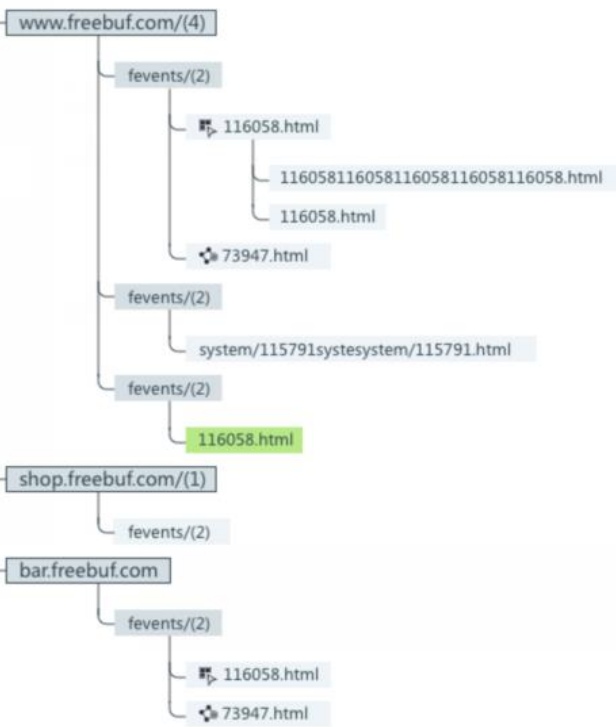 www.freebuf.com/(4)
fevents/(2)
116058.html
116058116058116058116058116058.html
116058.html
73947.html
fevents/(2)
system/115791systesystem/115791.html
fevents/(2)
116058.html
shop.freebuf.com/(1)
fevents/(2)
bar.freebuf.com
fevents/(2)
116058.html
73947.html